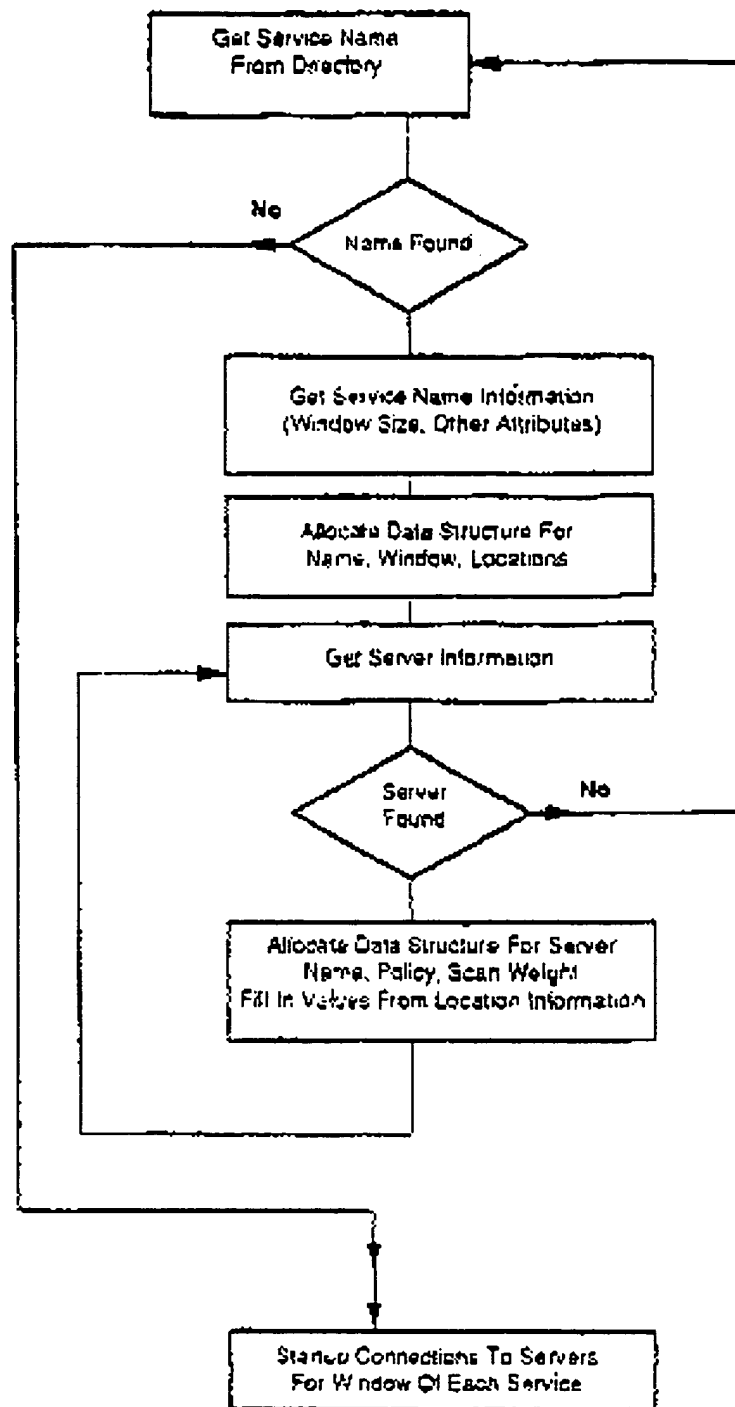 Get Service Name
From Directory
No
Name Found
Get Service Name Information
(Window Size, Other Attributes)
Allocate Data Structure For
Name, Window, Locations
Get Server Information
Server
Found
No
Allocate Data Structure For Server
Name, Policy, Scan Weight
Fill In Values From Location Information
Startup Connections To Servers
For Window Of Each Service